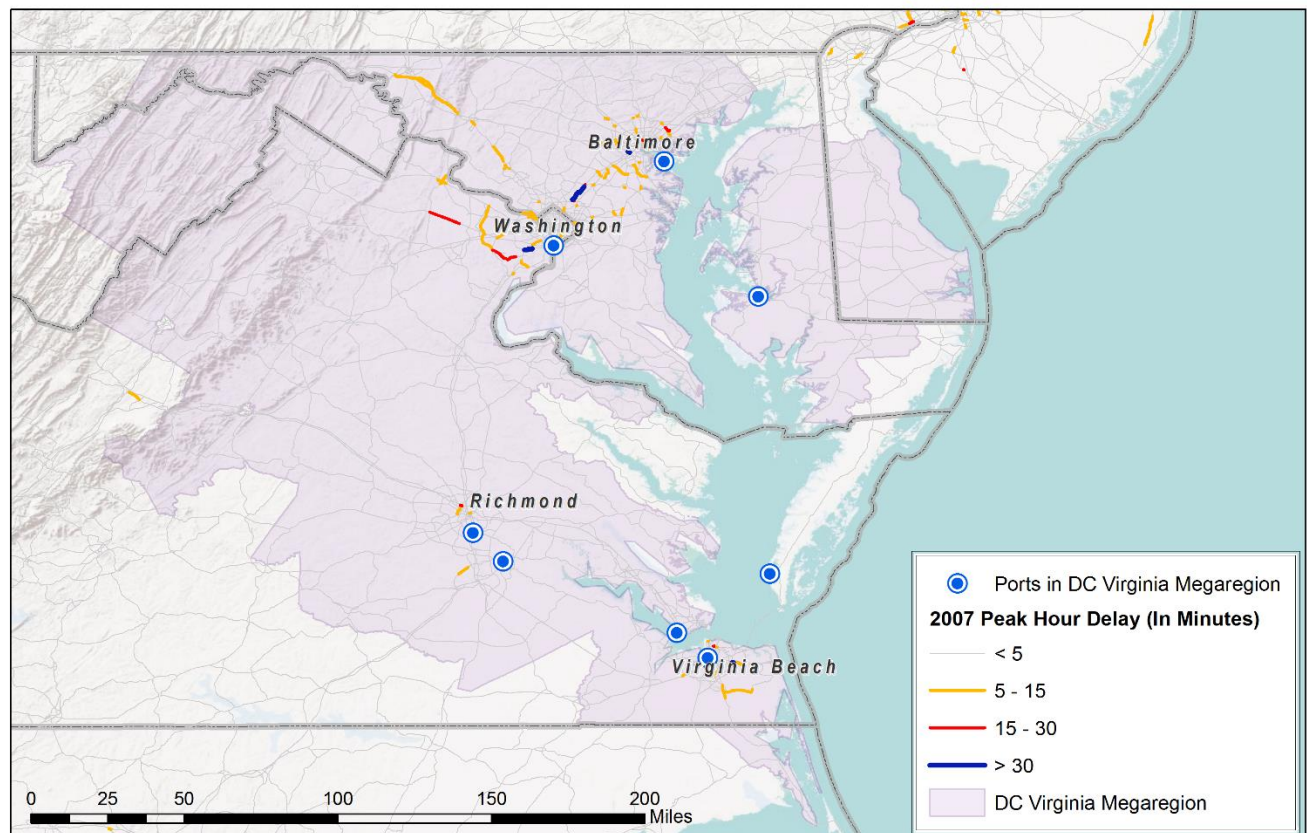 Baltimore
Washington
Richmond
Virginia Beach
Ports in DC Virginia Megaregion
2007 Peak Hour Delay (In Minutes)
< 5
5 - 15
15 - 30
> 30
DC Virginia Megaregion
0 25 50 100 150 200
Miles